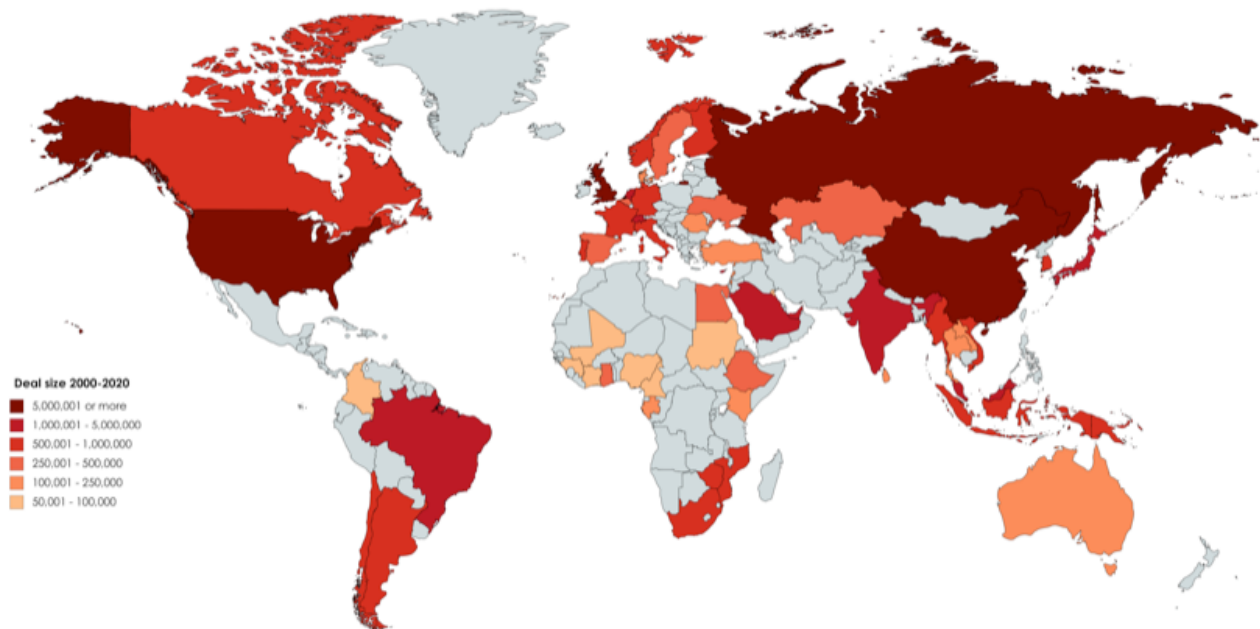 Deal size 2000-2020
5,000,001 or more
1,000,001 - 5,000,000
500,001 - 1,000,000
250,001 - 500,000
100,001 - 250,000
50,001 - 100,000